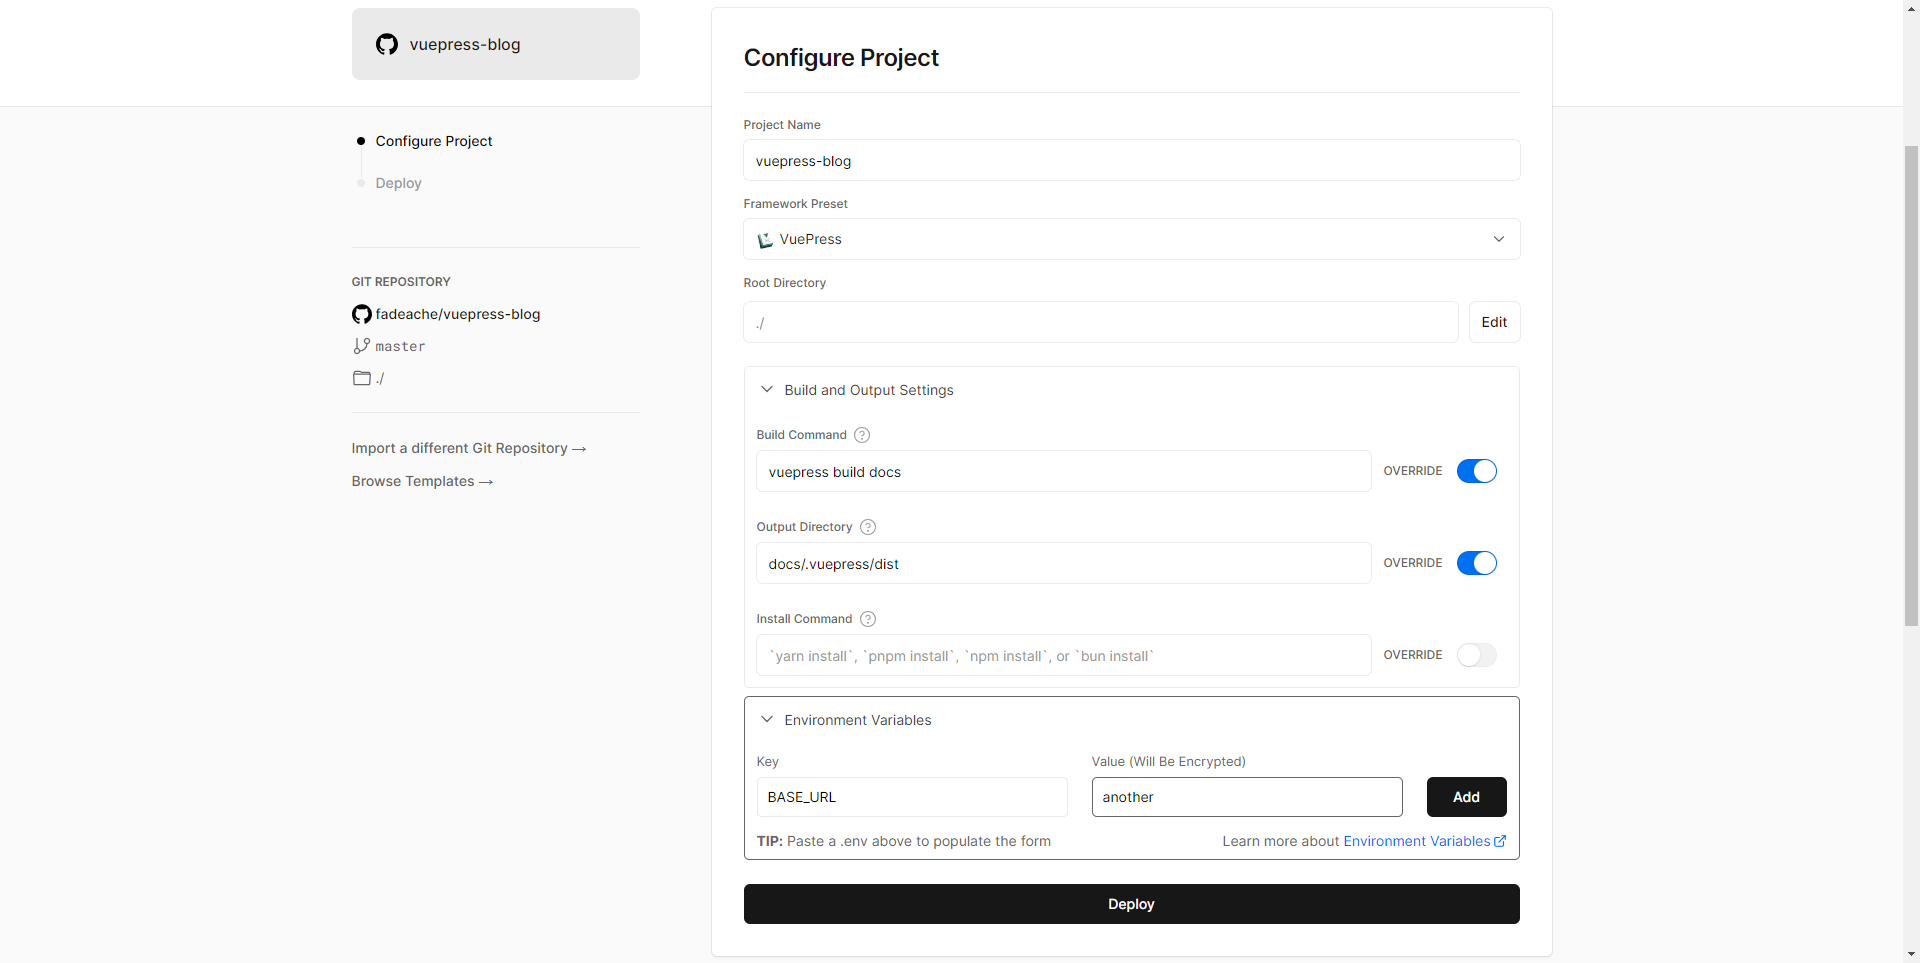 vuepress-blog
Configure Project
Deploy
GIT REPOSITORY
fadeache/vuepress-blog
master
./
Import a different Git Repository →
Browse Templates →
Configure Project
Project Name
vuepress-blog
Framework Preset
VuePress
Root Directory
./
Edit
Build and Output Settings
Build Command ?
vuepress build docs
OVERRIDE
Output Directory ?
docs/.vuepress/dist
OVERRIDE
Install Command ?
`yarn install`, `pnpm install`, `npm install`, or `bun install`
OVERRIDE
Environment Variables
Key
Value (Will Be Encrypted)
BASE_URL
another
Add
TIP: Paste a .env above to populate the form
Learn more about Environment Variables
Deploy